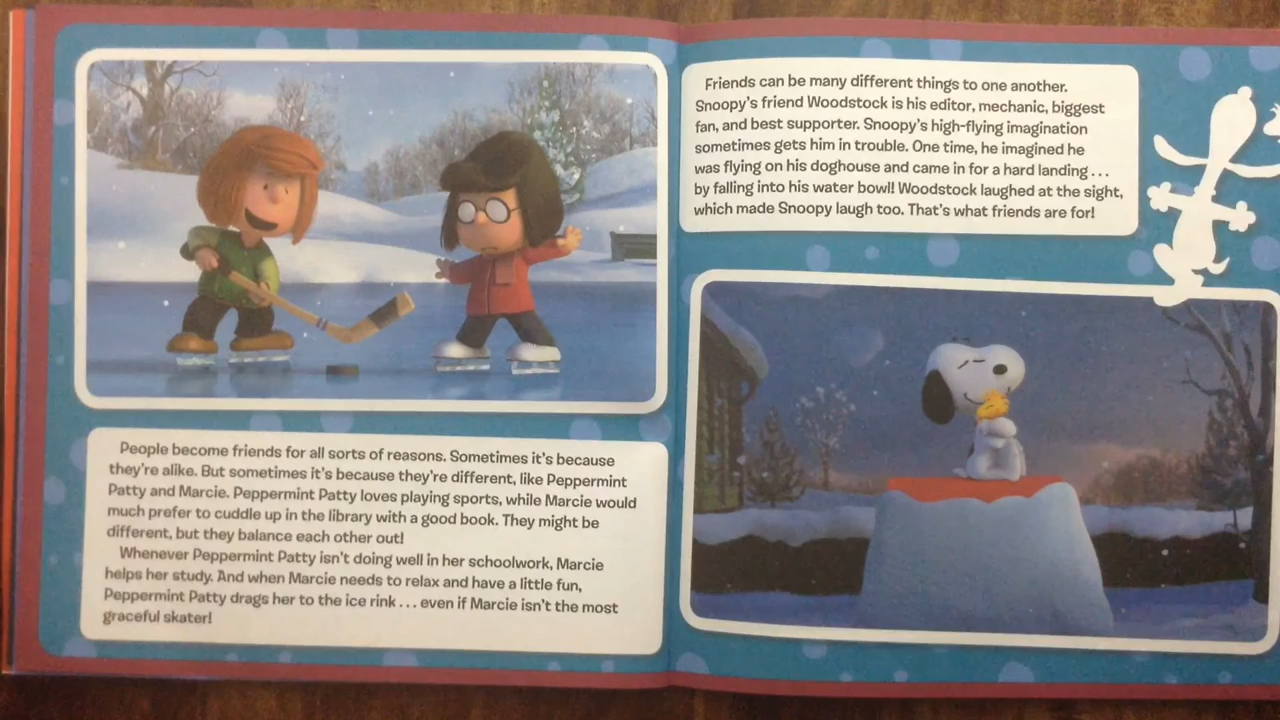 People become friends for all sorts of reasons. Sometimes it's because
they're alike. But sometimes it's because they're different, like Peppermint
Patty and Marcie. Peppermint Patty loves playing sports, while Marcie would
much prefer to cuddle up in the library with a good book. They might be
different, but they balance each other out!
Whenever Peppermint Patty isn't doing well in her schoolwork, Marcie
helps her study. And when Marcie needs to relax and have a little fun,
Peppermint Patty drags her to the ice rink ... even if Marcie isn't the most
graceful skater!
Friends can be many different things to one another.
Snoopy's friend Woodstock is his editor, mechanic, biggest
fan, and best supporter. Snoopy's high-flying imagination
sometimes gets him in trouble. One time, he imagined he
was flying on his doghouse and came in for a hard landing ...
by falling into his water bowl! Woodstock laughed at the sight,
which made Snoopy laugh too. That's what friends are for!